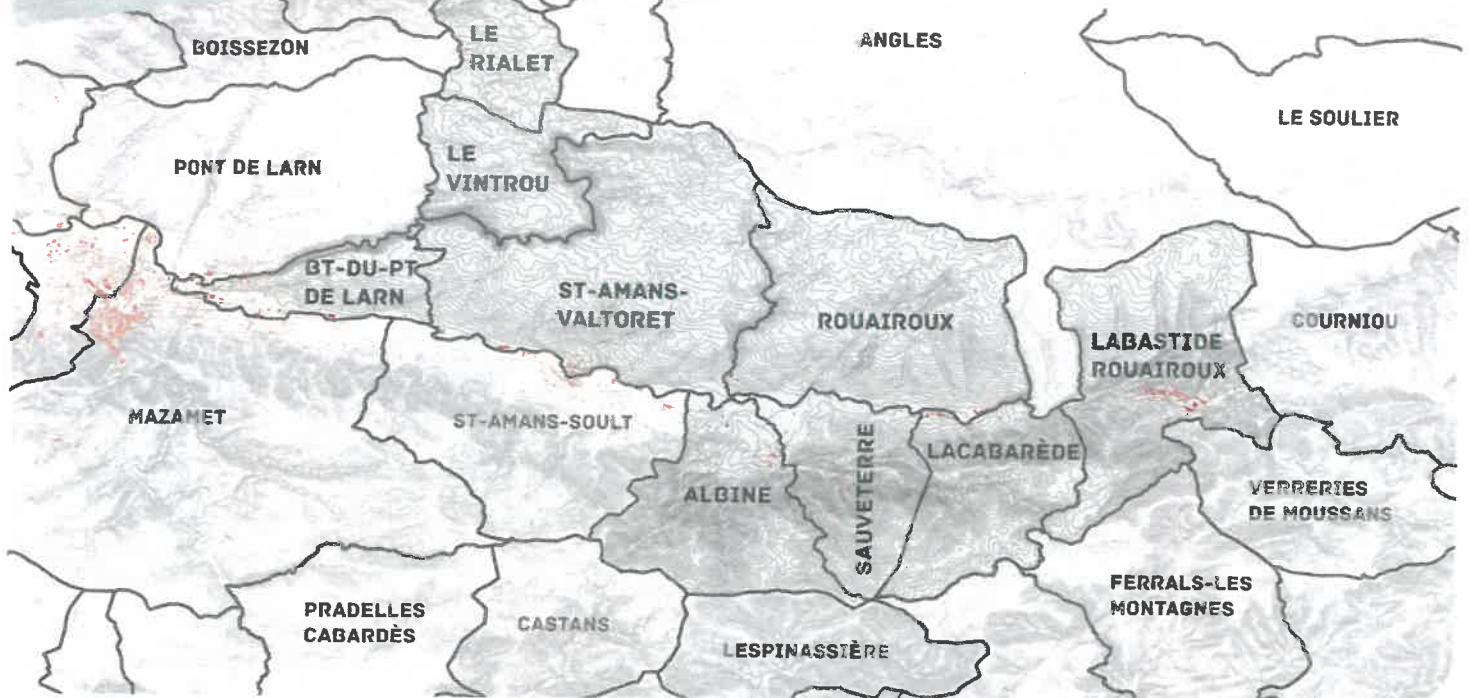 BOISSEZON
LE
RIALET
ANGLES
LE SOULIER
PONT DE LARN
LE
VINTROU
BT-DU-PT
DE LARN
ST-AMANS-
VALTORET
ROUAIROUX
LABASTIDE
ROUAIROUX
COURNIOU
MAZAMET
ST-AMANS-SOULT
ALBINE
SAUVETERRE
LACABARÈDE
VERRERIES
DE MOUSSANS
PRADELLES
CABARDÈS
CASTANS
LESPINASSIÈRE
FERRALS-LES
MONTAGNES